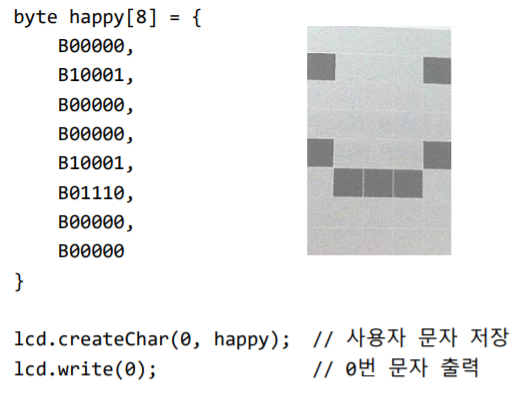 byte happy[8] = {
    B00000,
    B10001,
    B00000,
    B00000,
    B10001,
    B01110,
    B00000,
    B00000
}
lcd.createChar(0, happy);  // 사용자 문자 저장
lcd.write(0);              // 0번 문자 출력